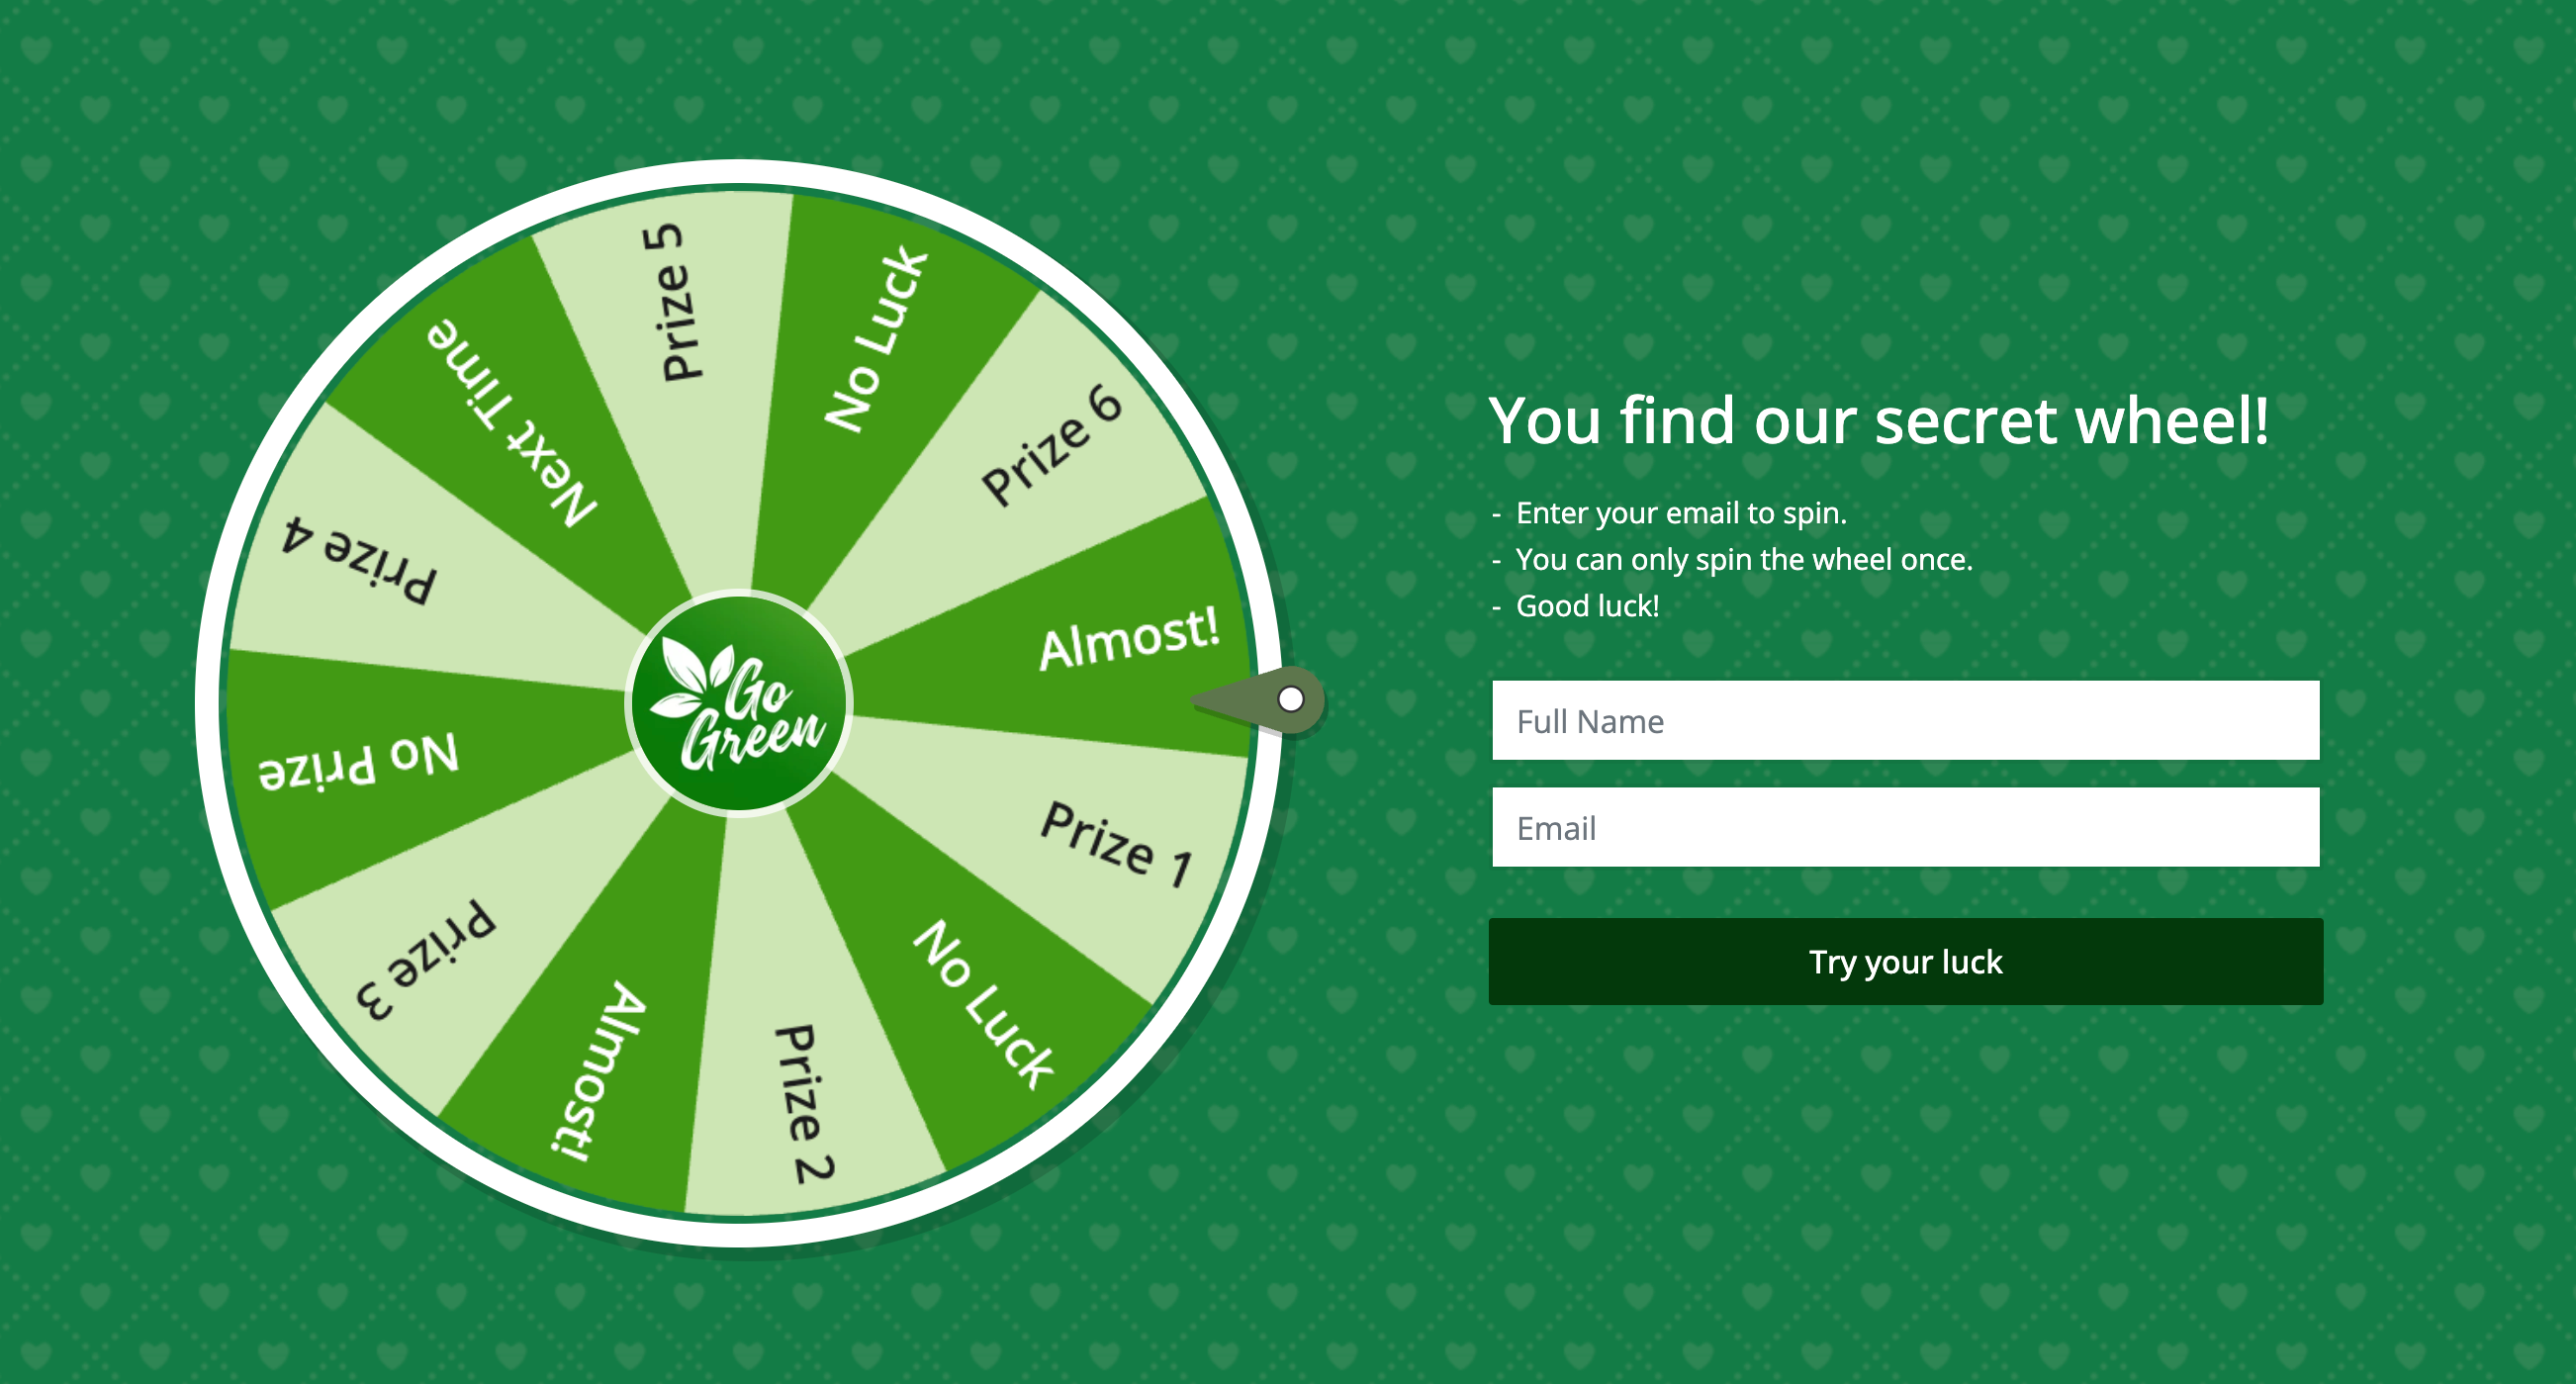 Prize 5
No Luck
Prize 6
Almost!
Prize 1
No Luck
Prize 2
Almost!
Prize 3
No Prize
Prize 4
Next Time
Go
Green
You find our secret wheel!
- Enter your email to spin.
- You can only spin the wheel once.
- Good luck!
Full Name
Email
Try your luck